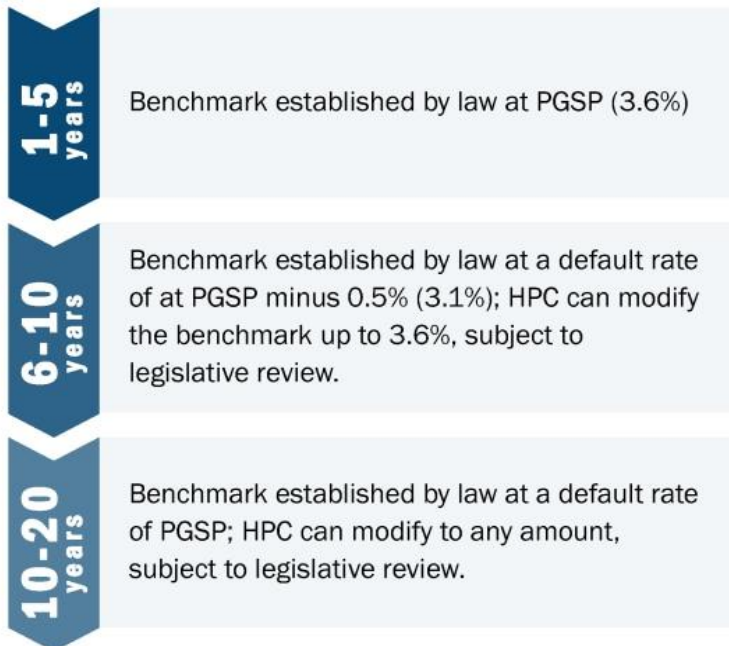 1-5
years
Benchmark established by law at PGSP (3.6%)
6-10
years
Benchmark established by law at a default rate
of at PGSP minus 0.5% (3.1%); HPC can modify
the benchmark up to 3.6%, subject to
legislative review.
10-20
years
Benchmark established by law at a default rate
of PGSP; HPC can modify to any amount,
subject to legislative review.